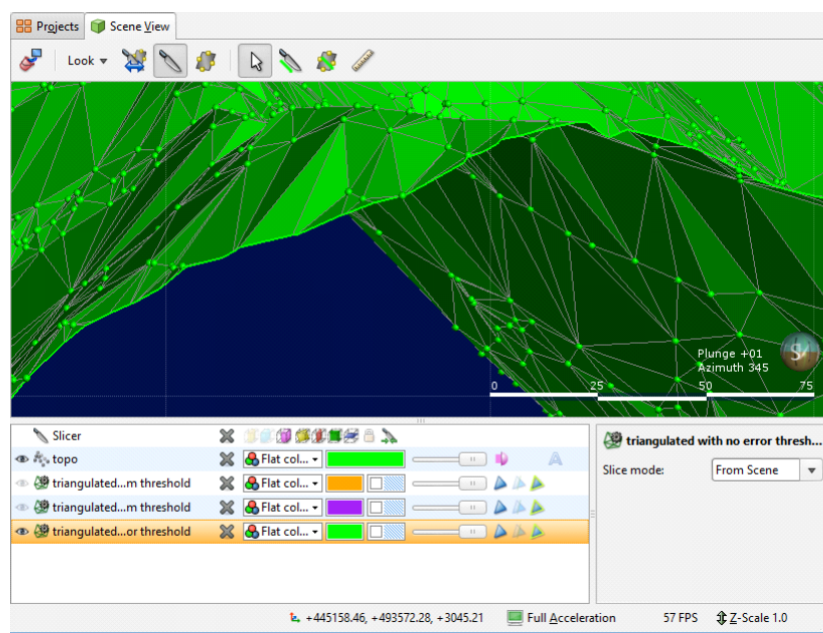 Projects Scene View
Look
Plunge +01
Azimuth 345
0 25 50 75
Slicer
topo Flat col...
triangulated...m threshold Flat col...
triangulated...m threshold Flat col...
triangulated...or threshold Flat col...
triangulated with no error thresh...
Slice mode: From Scene
+445158.46, +493572.28, +3045.21 Full Acceleration 57 FPS Z-Scale 1.0